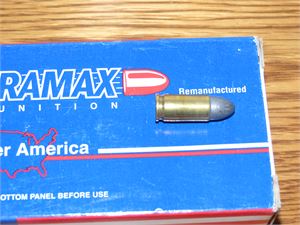 RAMAX
UNITION
Remanufactured
er America
OTTOM PANEL BEFORE USE